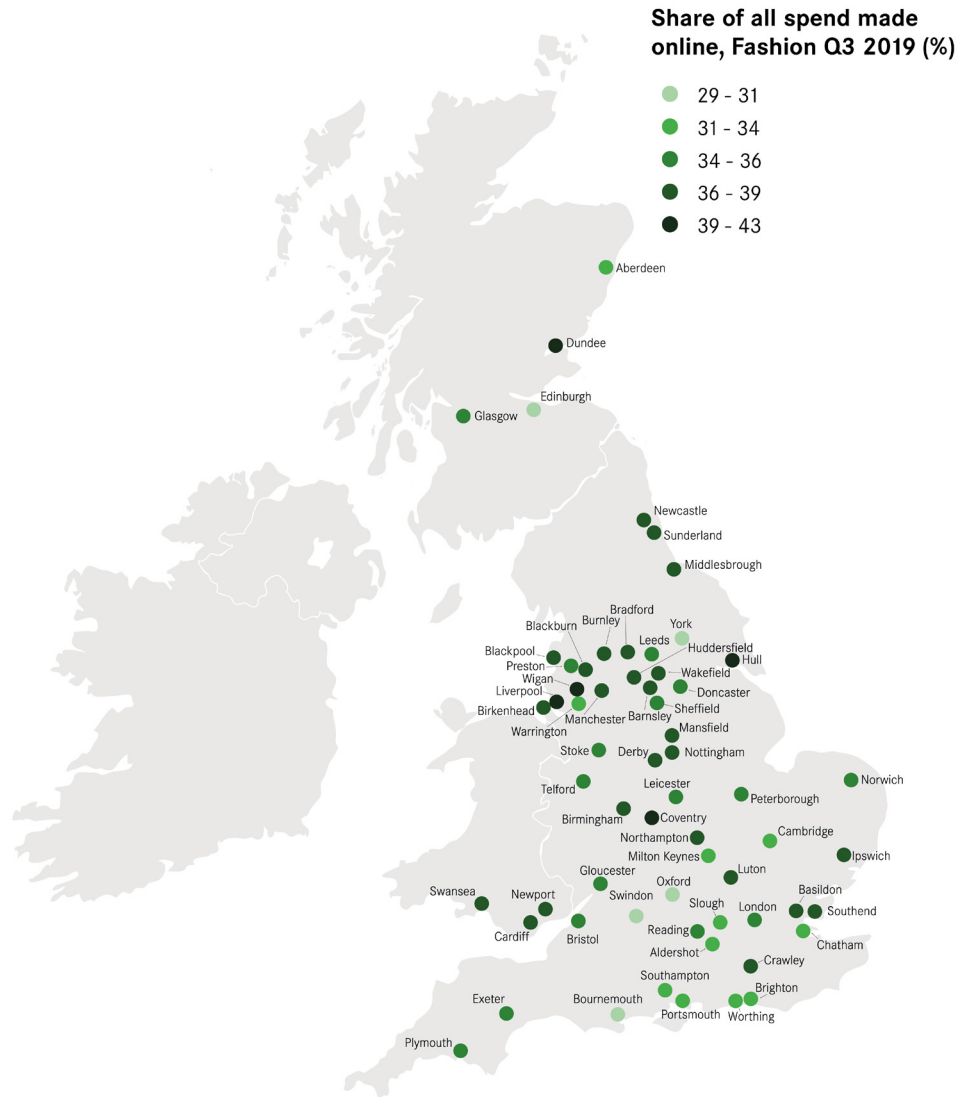 Share of all spend made
online, Fashion Q3 2019 (%)
29 - 31
31 - 34
34 - 36
36 - 39
39 - 43
Aberdeen
Dundee
Edinburgh
Glasgow
Newcastle
Sunderland
Middlesbrough
Bradford
Burnley
Blackburn
York
Leeds
Huddersfield
Blackpool
Hull
Preston
Wakefield
Wigan
Liverpool
Doncaster
Birkenhead
Sheffield
Barnsley
Manchester
Warrington
Mansfield
Stoke
Derby
Nottingham
Norwich
Telford
Leicester
Peterborough
Birmingham
Coventry
Cambridge
Northampton
Milton Keynes
Ipswich
Gloucester
Luton
Oxford
Swansea
Newport
Swindon
Basildon
Slough
London
Southend
Cardiff
Bristol
Reading
Chatham
Aldershot
Crawley
Southampton
Brighton
Exeter
Bournemouth
Portsmouth
Worthing
Plymouth